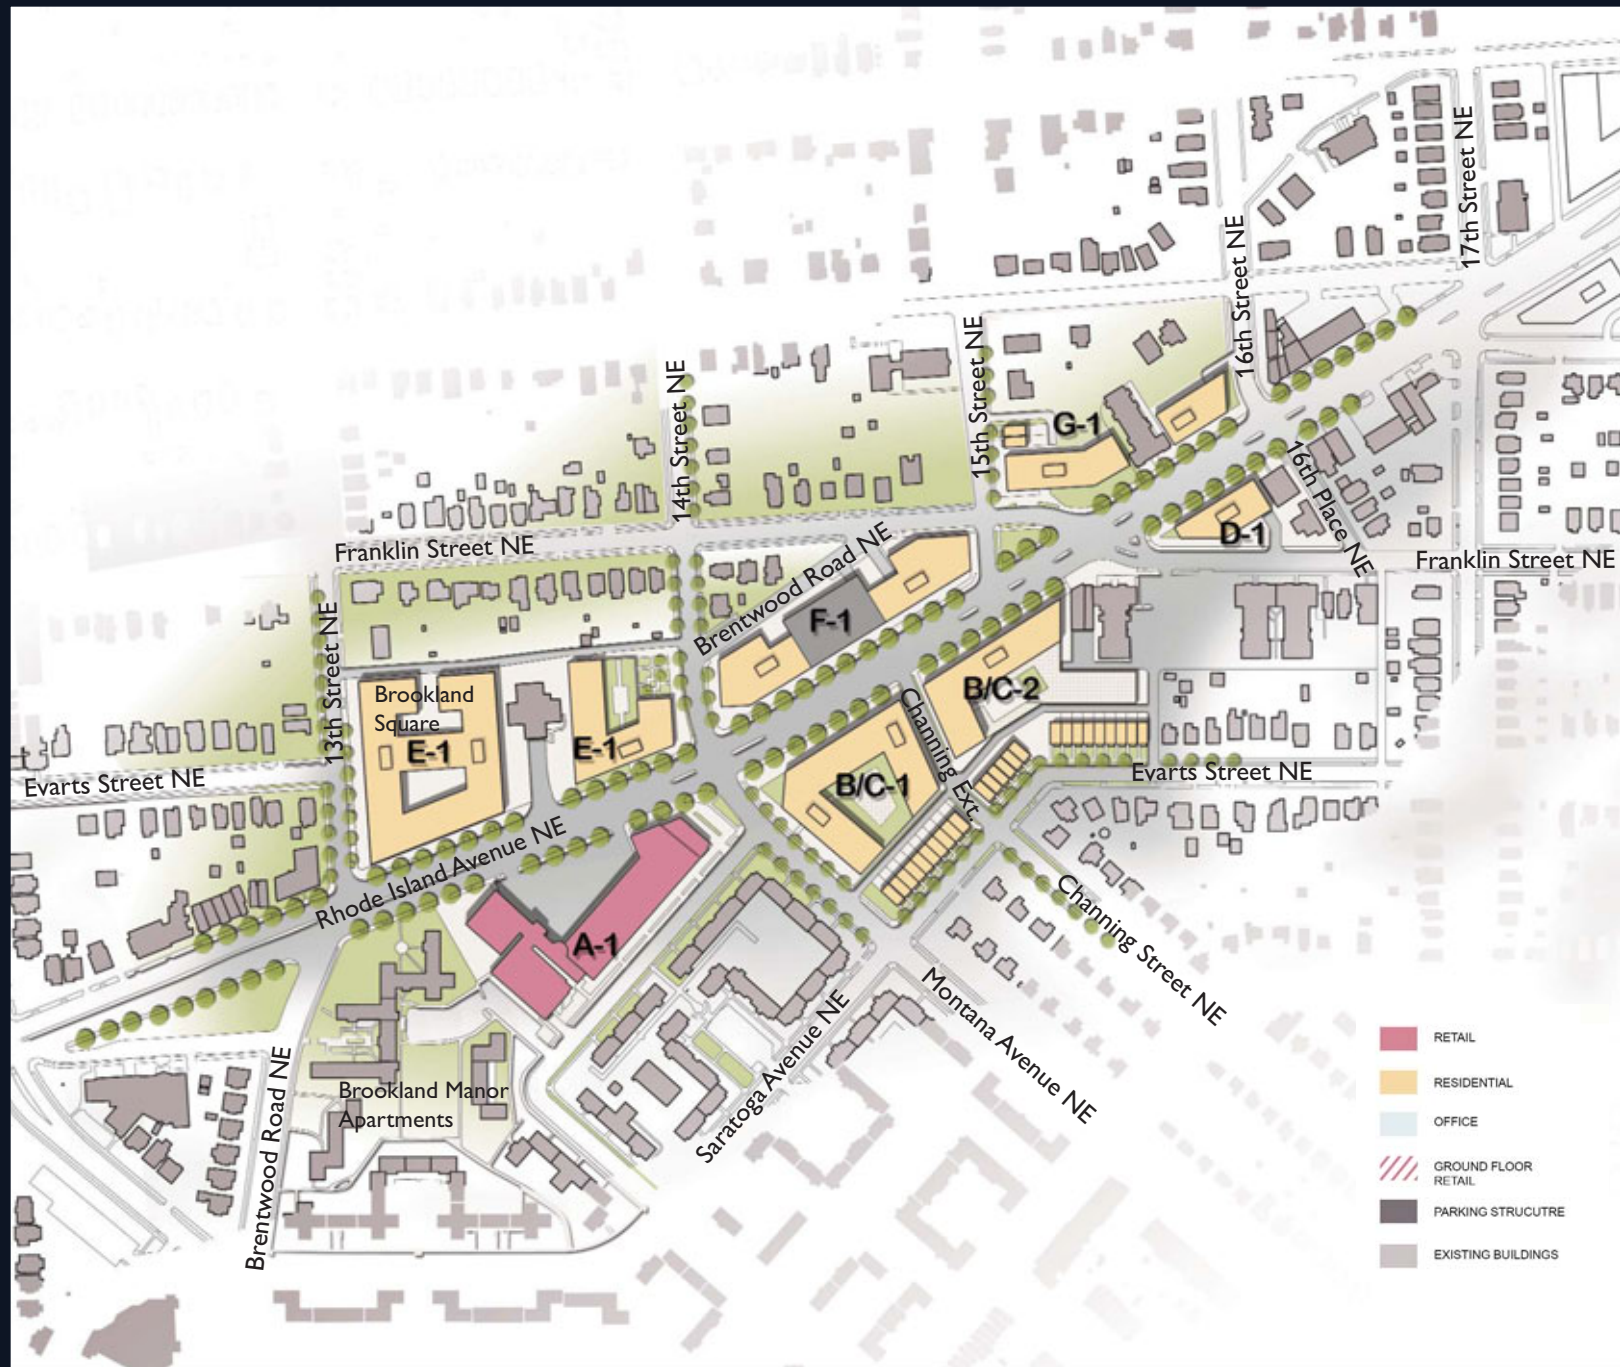 17th Street NE
16th Street NE
15th Street NE
14th Street NE
G-1
16th Place NE
D-1
Franklin Street NE
Franklin Street NE
Brentwood Road NE
13th Street NE
F-1
Brookland
Square
E-1
E-1
B/C-2
Channing Ext.
B/C-1
Evarts Street NE
Evarts Street NE
Rhode Island Avenue NE
A-1
Channing Street NE
Montana Avenue NE
Saratoga Avenue NE
Brentwood Road NE
Brookland Manor
Apartments
RETAIL
RESIDENTIAL
OFFICE
GROUND FLOOR
RETAIL
PARKING STRUCUTRE
EXISTING BUILDINGS